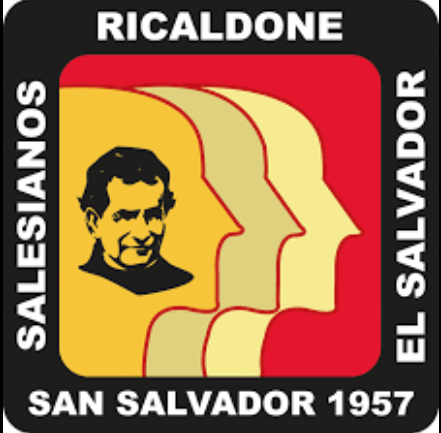 RICALDONE
SALESIANOS
EL SALVADOR
SAN SALVADOR 1957